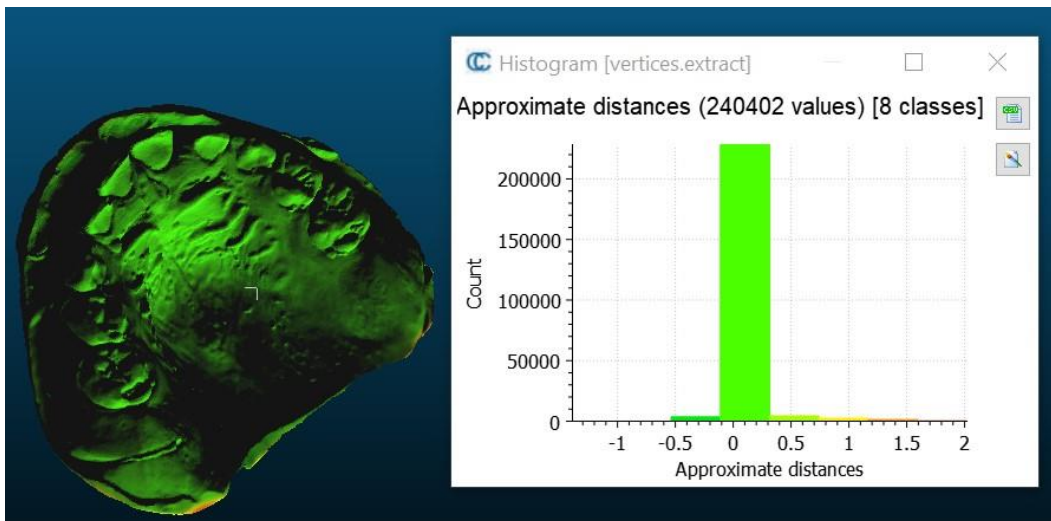 Histogram [vertices.extract]
Approximate distances (240402 values) [8 classes]
200000
150000
100000
50000
0
Count
-1 -0.5 0 0.5 1 1.5 2
Approximate distances